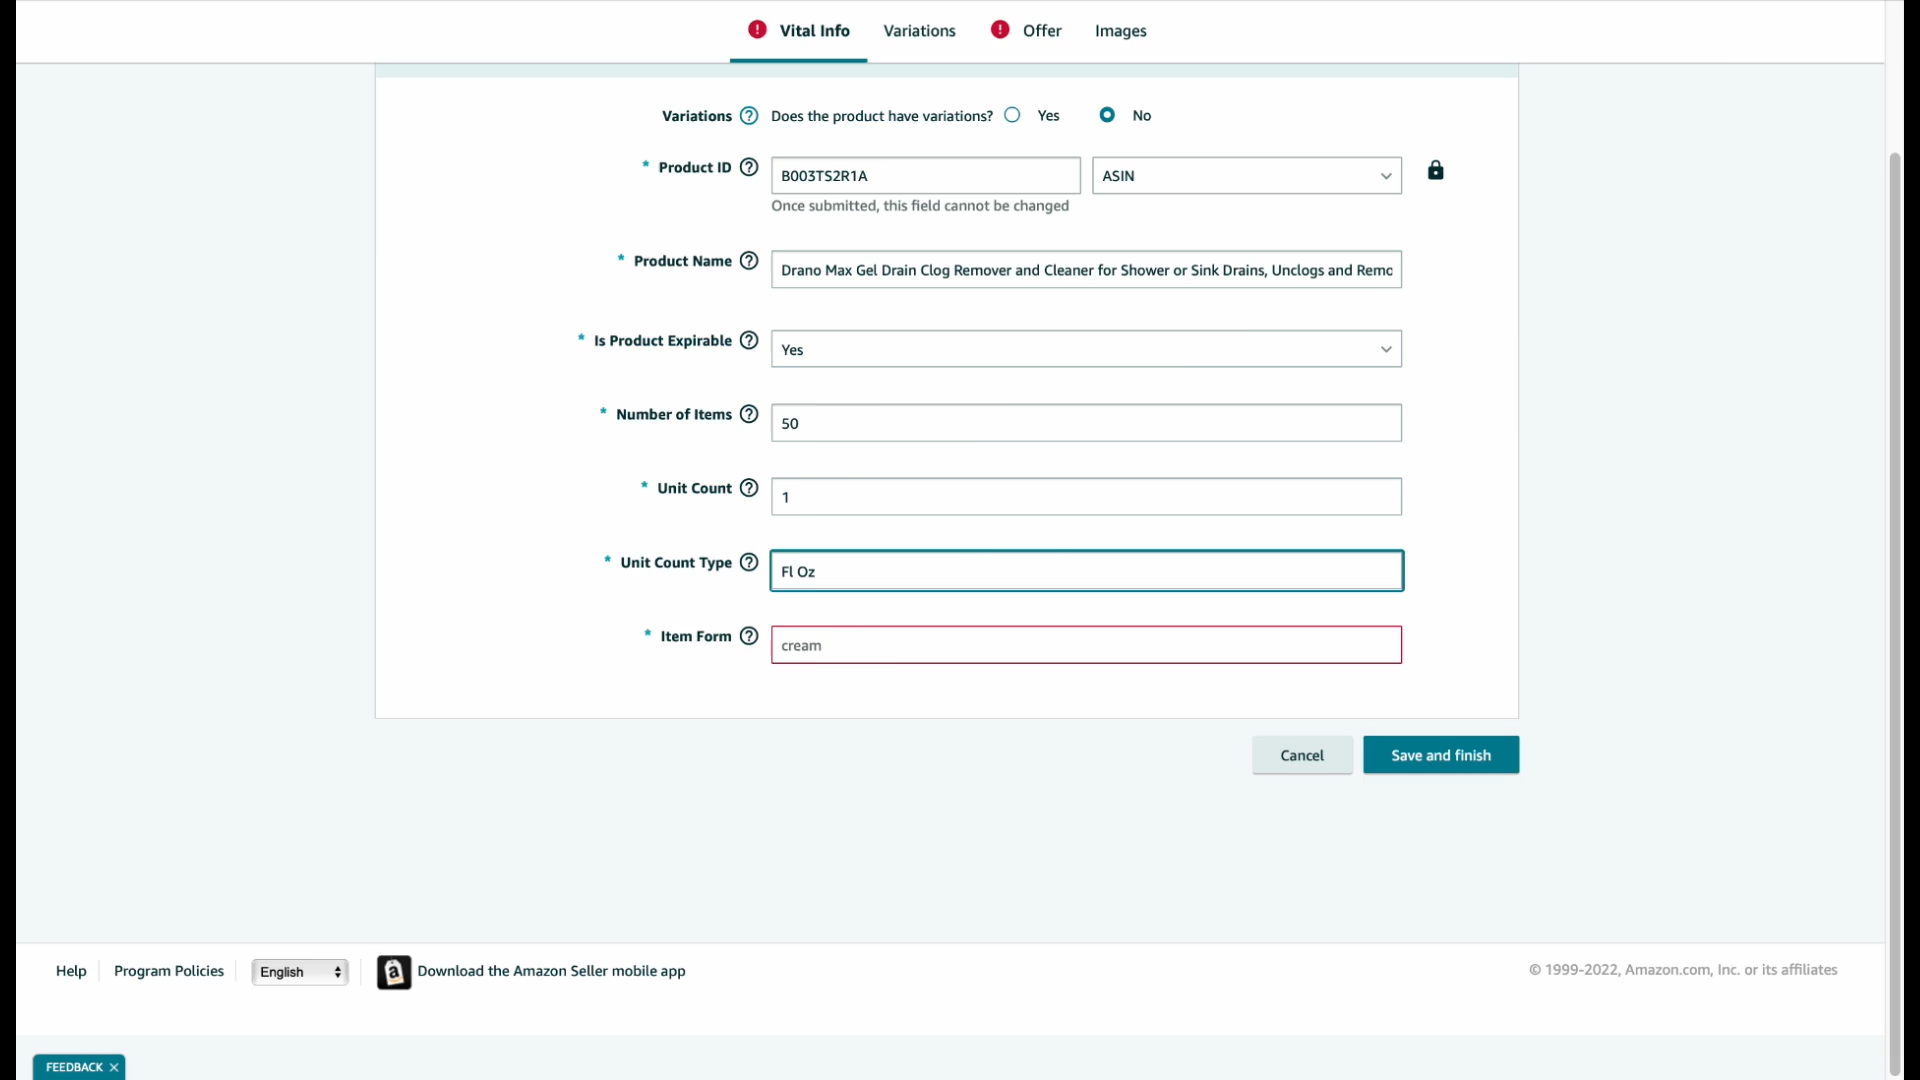 Vital Info Variations Offer Images
Variations Does the product have variations? Yes No
* Product ID B003TS2R1A ASIN
Once submitted, this field cannot be changed
* Product Name Drano Max Gel Drain Clog Remover and Cleaner for Shower or Sink Drains, Unclogs and Remo
* Is Product Expirable Yes
* Number of Items 50
* Unit Count 1
* Unit Count Type Fl Oz
* Item Form cream
Cancel Save and finish
Help Program Policies English Download the Amazon Seller mobile app © 1999-2022, Amazon.com, Inc. or its affiliates
FEEDBACK